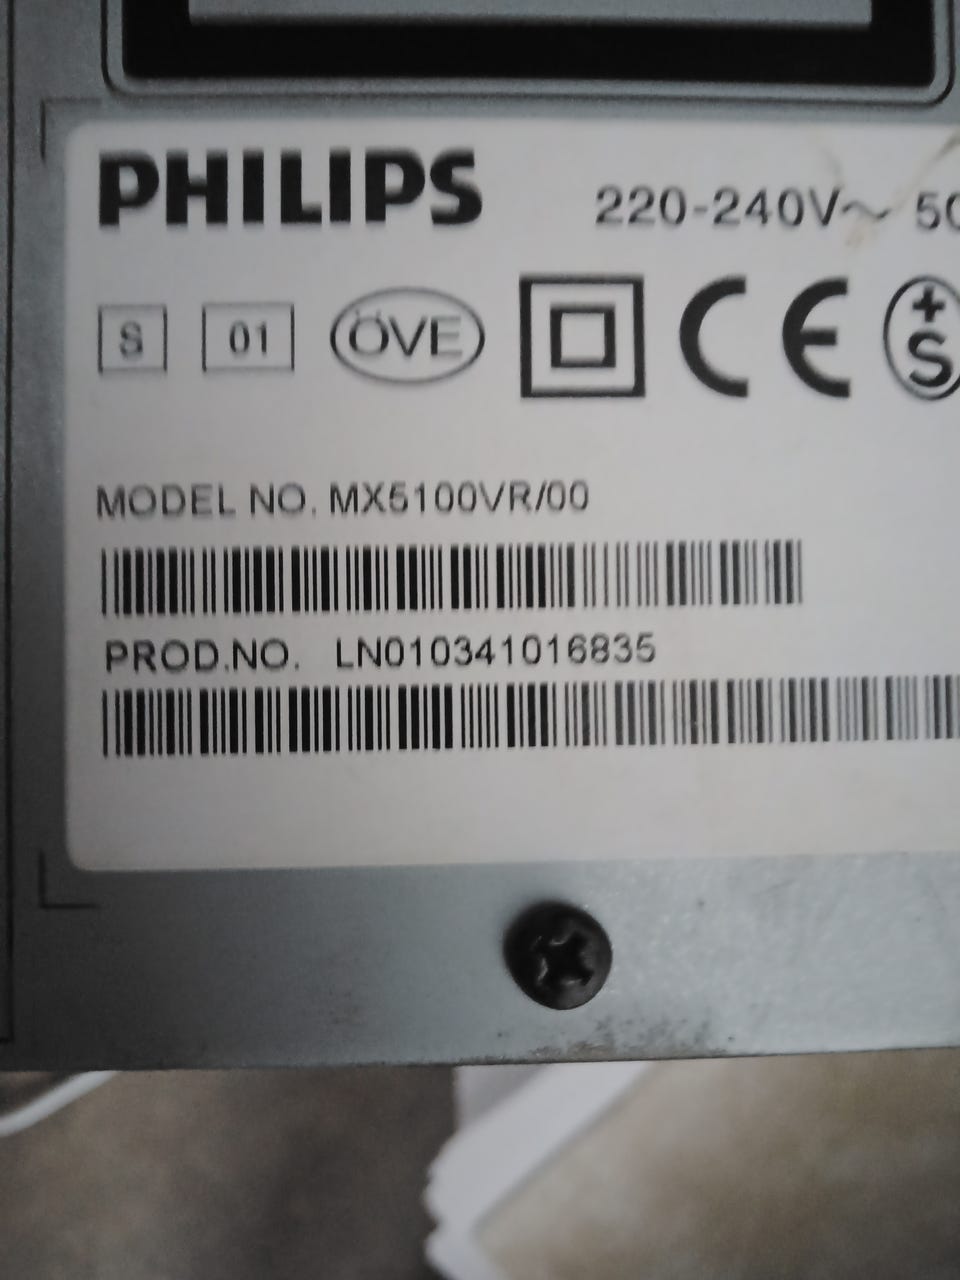 PHILIPS 220-240V~ 50
S 01 ÖVE CE +S
MODEL NO. MX5100VR/00
PROD.NO. LN010341016835